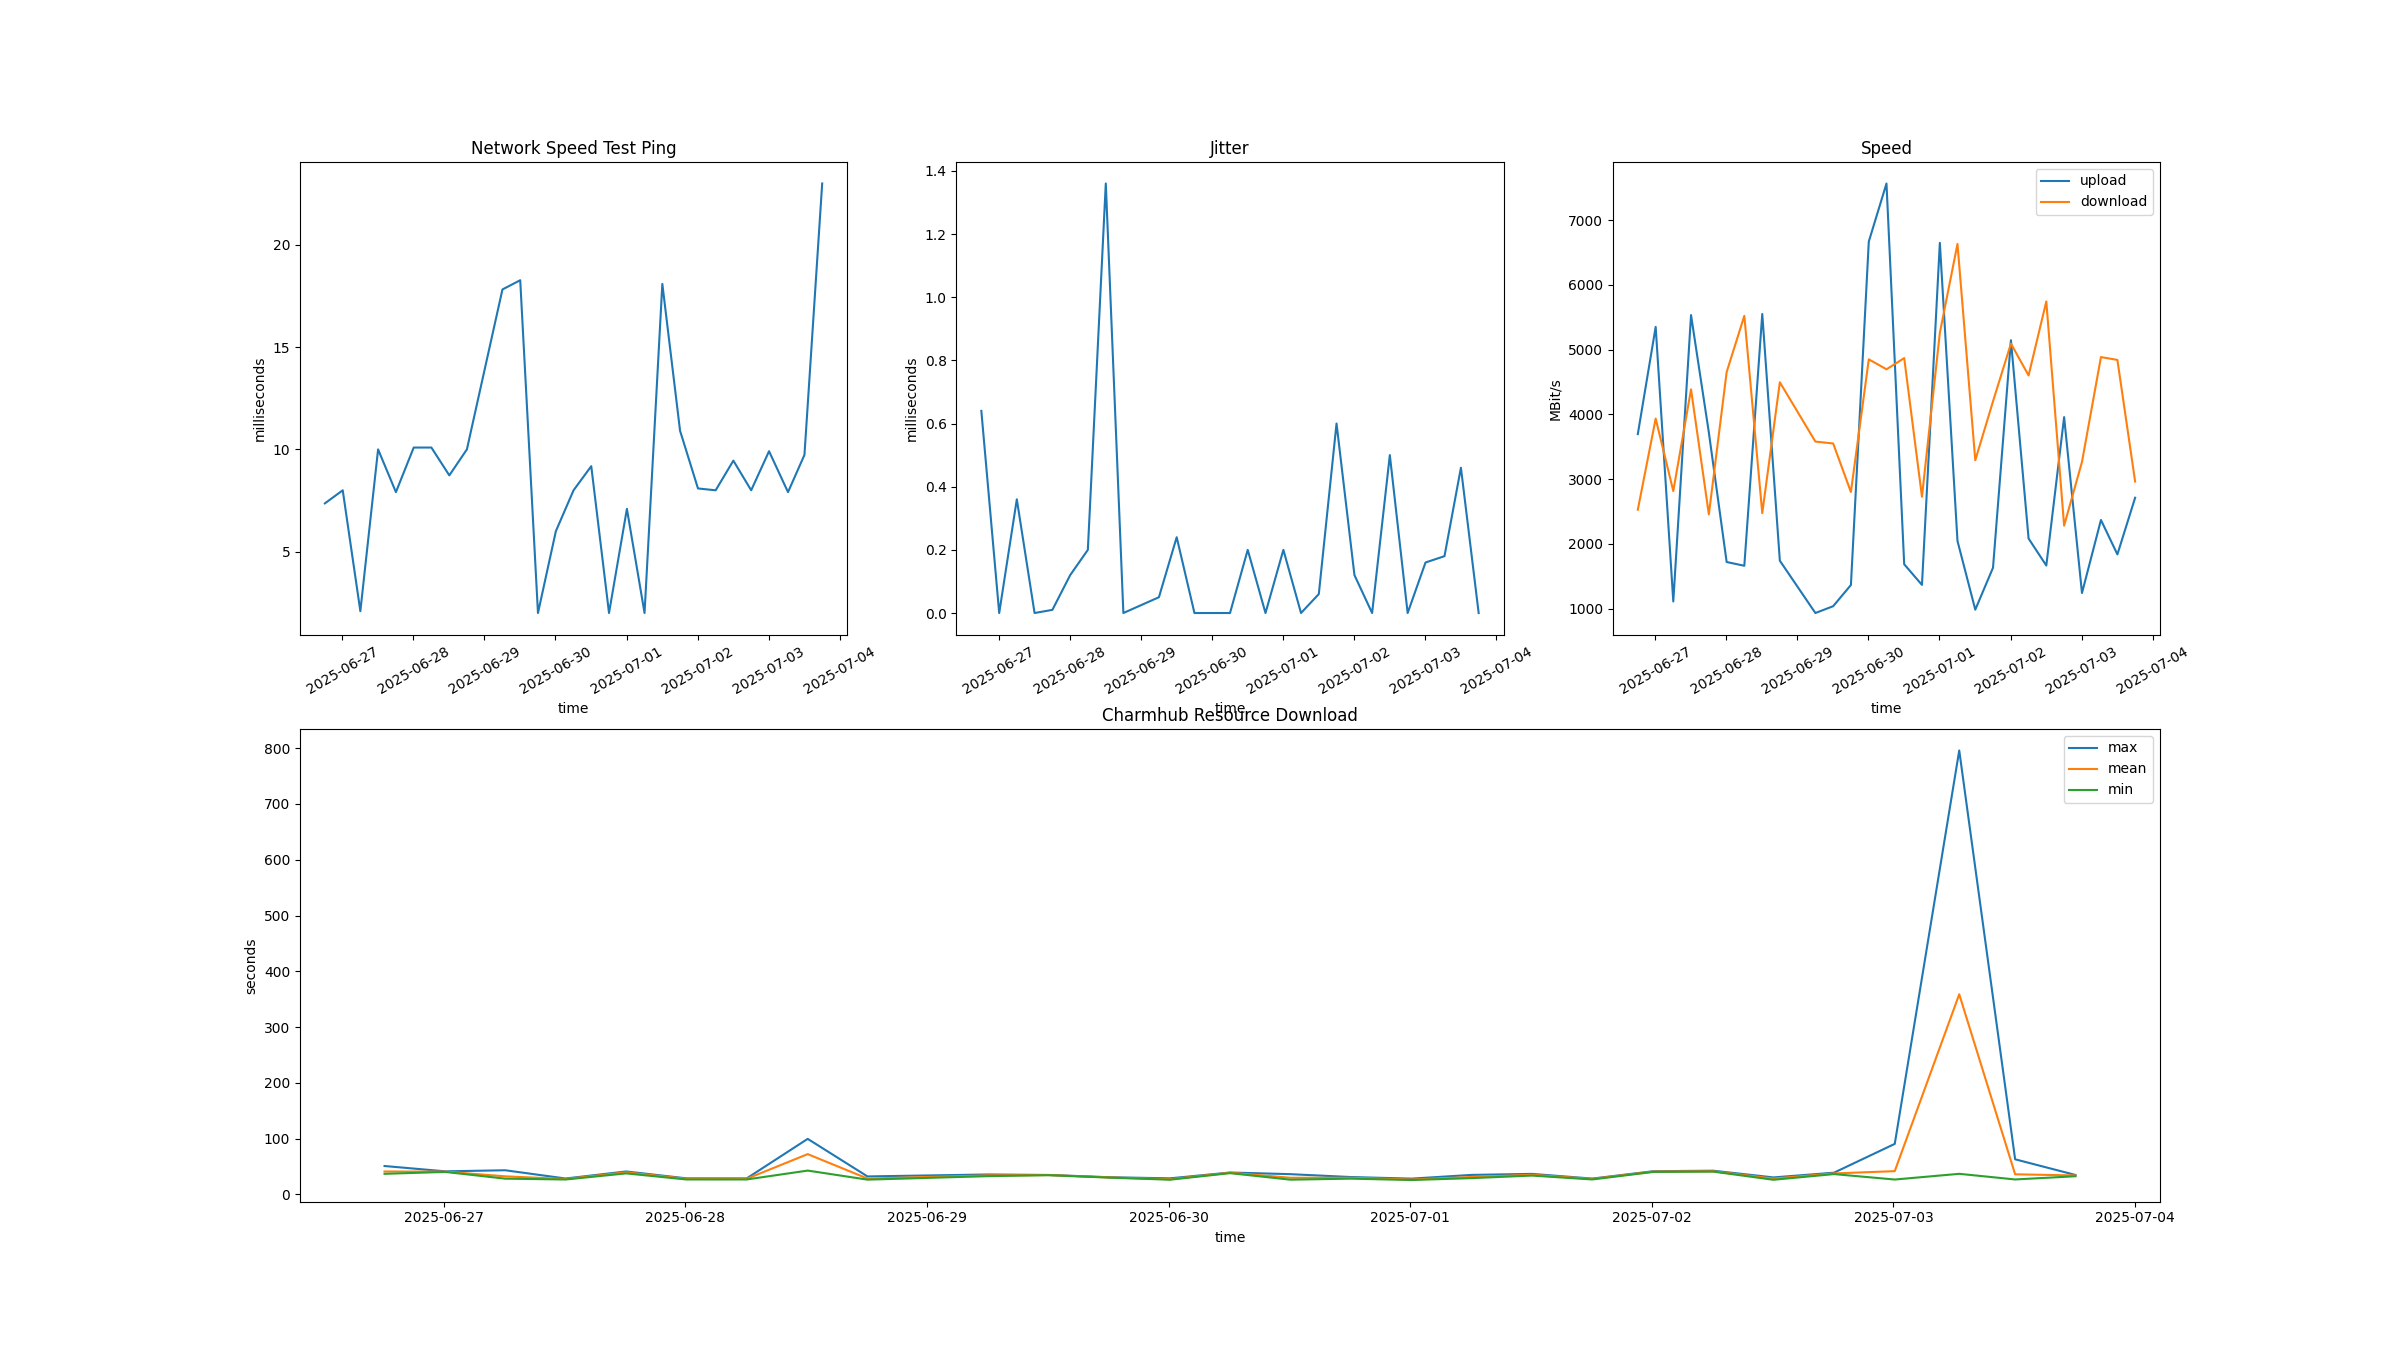 Network Speed Test Ping
milliseconds
20
15
10
5
2025-06-27 2025-06-28 2025-06-29 2025-06-30 2025-07-01 2025-07-02 2025-07-03 2025-07-04
time
Jitter
milliseconds
1.4
1.2
1.0
0.8
0.6
0.4
0.2
0.0
2025-06-27 2025-06-28 2025-06-29 2025-06-30 2025-07-01 2025-07-02 2025-07-03 2025-07-04
time
Speed
upload
download
MBit/s
7000
6000
5000
4000
3000
2000
1000
2025-06-27 2025-06-28 2025-06-29 2025-06-30 2025-07-01 2025-07-02 2025-07-03 2025-07-04
time
Charmhub Resource Download
max
mean
min
seconds
800
700
600
500
400
300
200
100
0
2025-06-27 2025-06-28 2025-06-29 2025-06-30 2025-07-01 2025-07-02 2025-07-03 2025-07-04
time